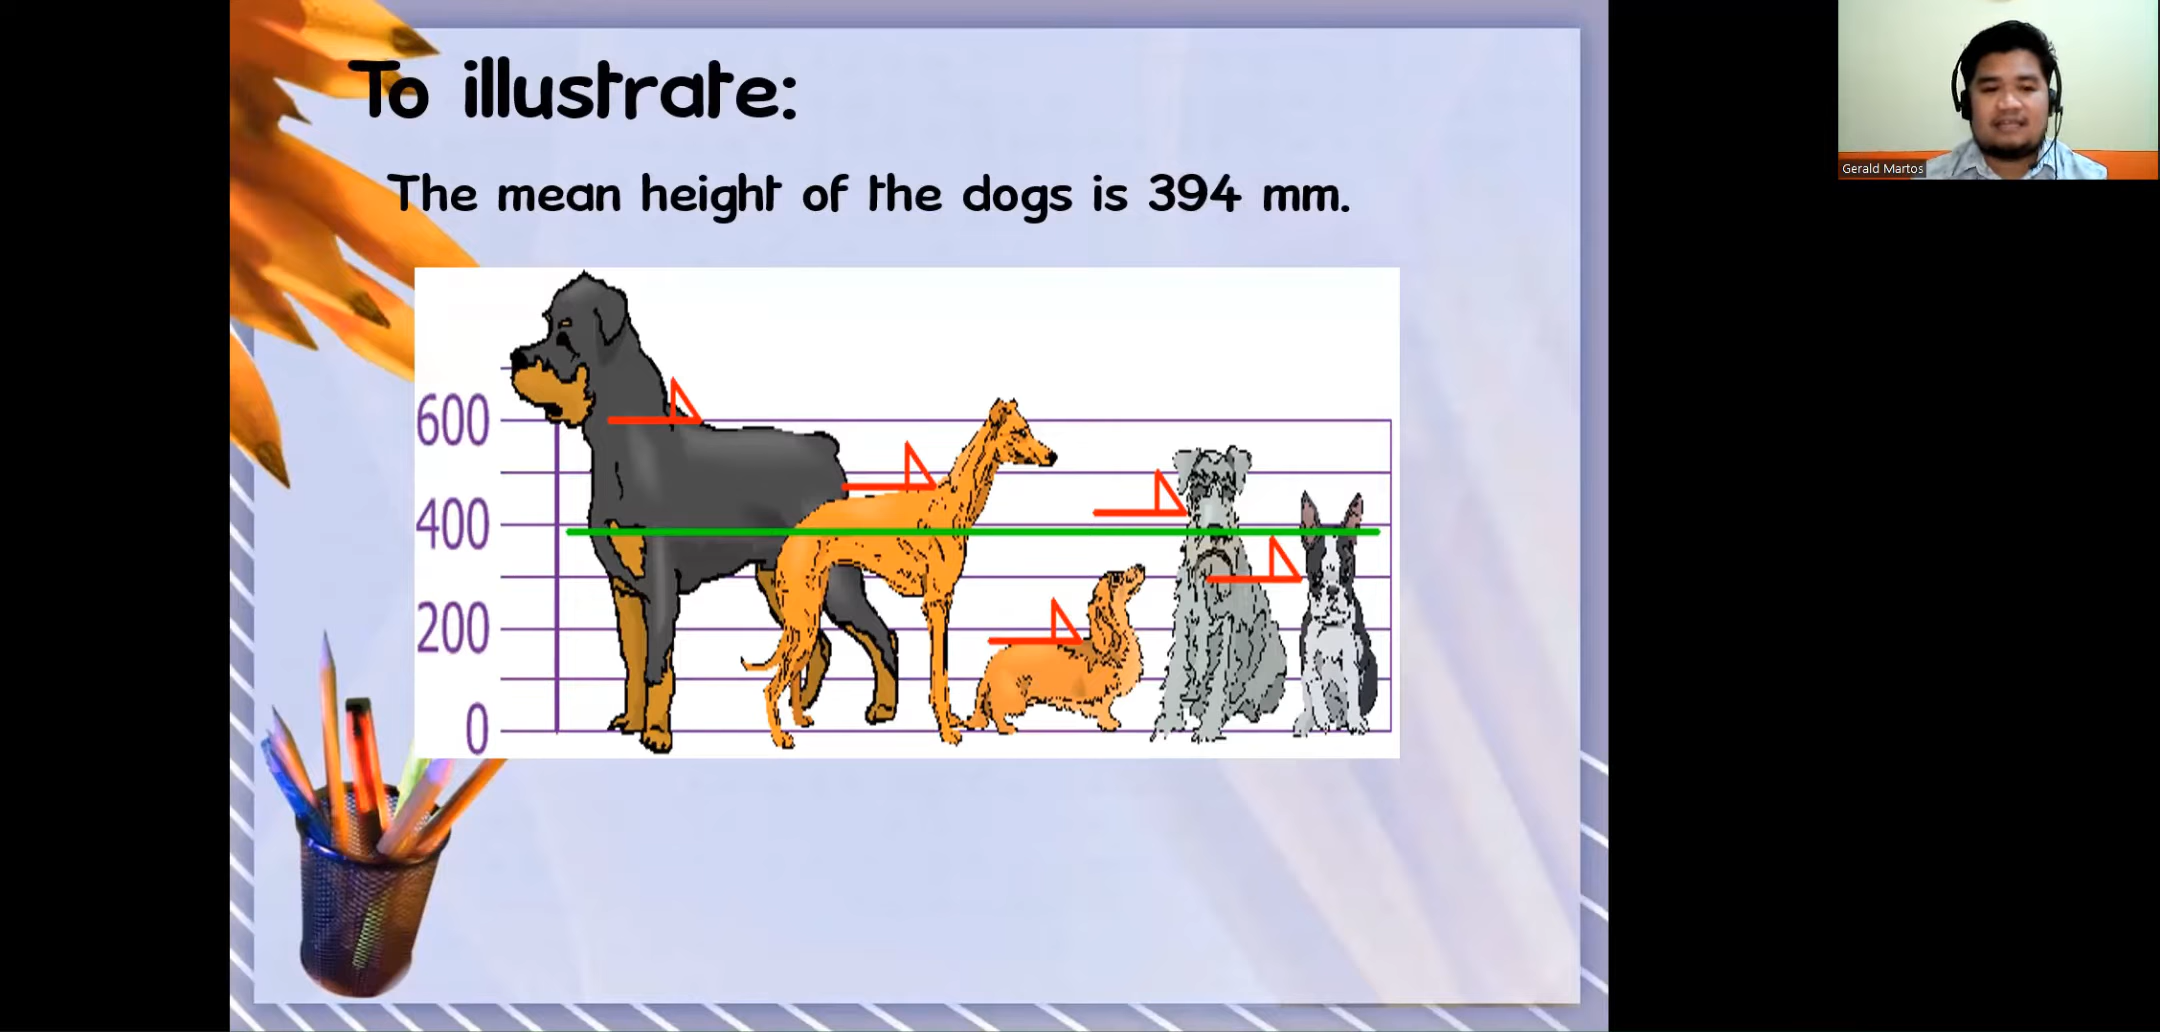 To illustrate:
The mean height of the dogs is 394 mm.
600
400
200
0
Gerald Martos